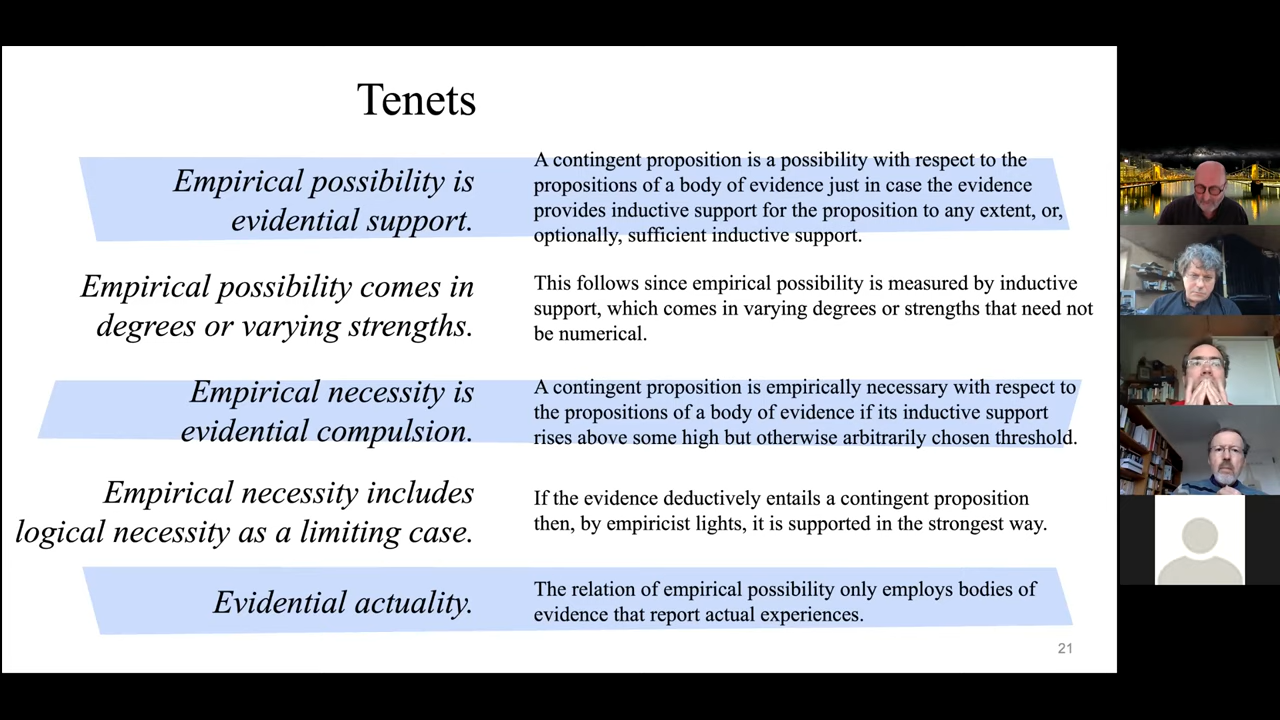 Tenets
Empirical possibility is
evidential support.
A contingent proposition is a possibility with respect to the
propositions of a body of evidence just in case the evidence
provides inductive support for the proposition to any extent, or,
optionally, sufficient inductive support.
Empirical possibility comes in
degrees or varying strengths.
This follows since empirical possibility is measured by inductive
support, which comes in varying degrees or strengths that need not
be numerical.
Empirical necessity is
evidential compulsion.
A contingent proposition is empirically necessary with respect to
the propositions of a body of evidence if its inductive support
rises above some high but otherwise arbitrarily chosen threshold.
Empirical necessity includes
logical necessity as a limiting case.
If the evidence deductively entails a contingent proposition
then, by empiricist lights, it is supported in the strongest way.
Evidential actuality.
The relation of empirical possibility only employs bodies of
evidence that report actual experiences.
21